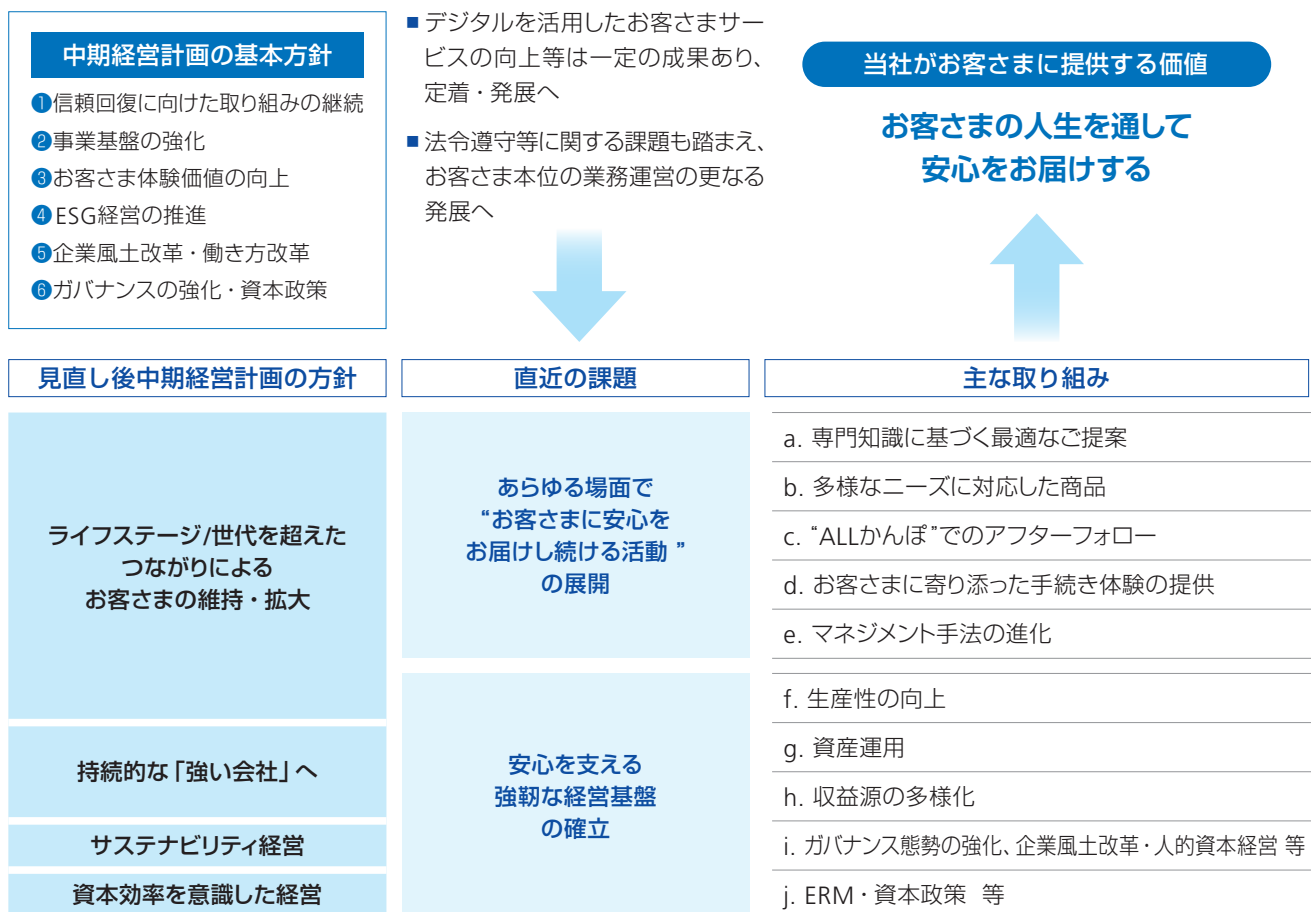 中期経営計画の基本方針
❶信頼回復に向けた取り組みの継続
❷事業基盤の強化
❸お客さま体験価値の向上
❹ESG経営の推進
❺企業風土改革・働き方改革
❻ガバナンスの強化・資本政策
■デジタルを活用したお客さまサー
ビスの向上等は一定の成果あり、
定着・発展へ
■法令遵守等に関する課題も踏まえ、
お客さま本位の業務運営の更なる
発展へ
当社がお客さまに提供する価値
お客さまの人生を通して
安心をお届けする
見直し後中期経営計画の方針
ライフステージ/世代を超えた
つながりによる
お客さまの維持・拡大
持続的な「強い会社」へ
サステナビリティ経営
資本効率を意識した経営
直近の課題
あらゆる場面で
“お客さまに安心を
お届けし続ける活動 ”
の展開
安心を支える
強靭な経営基盤
の確立
主な取り組み
a. 専門知識に基づく最適なご提案
b. 多様なニーズに対応した商品
c. “ALLかんぽ”でのアフターフォロー
d. お客さまに寄り添った手続き体験の提供
e. マネジメント手法の進化
f. 生産性の向上
g. 資産運用
h. 収益源の多様化
i. ガバナンス態勢の強化、企業風土改革・人的資本経営 等
j. ERM・資本政策 等